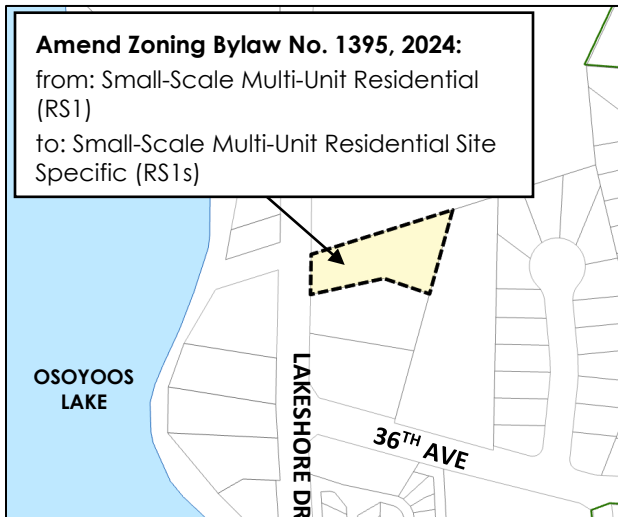 Amend Zoning Bylaw No. 1395, 2024:
from: Small-Scale Multi-Unit Residential
(RS1)
to: Small-Scale Multi-Unit Residential Site
Specific (RS1s)
OSOYOOS
LAKE
LAKESHORE DR
36TH AVE